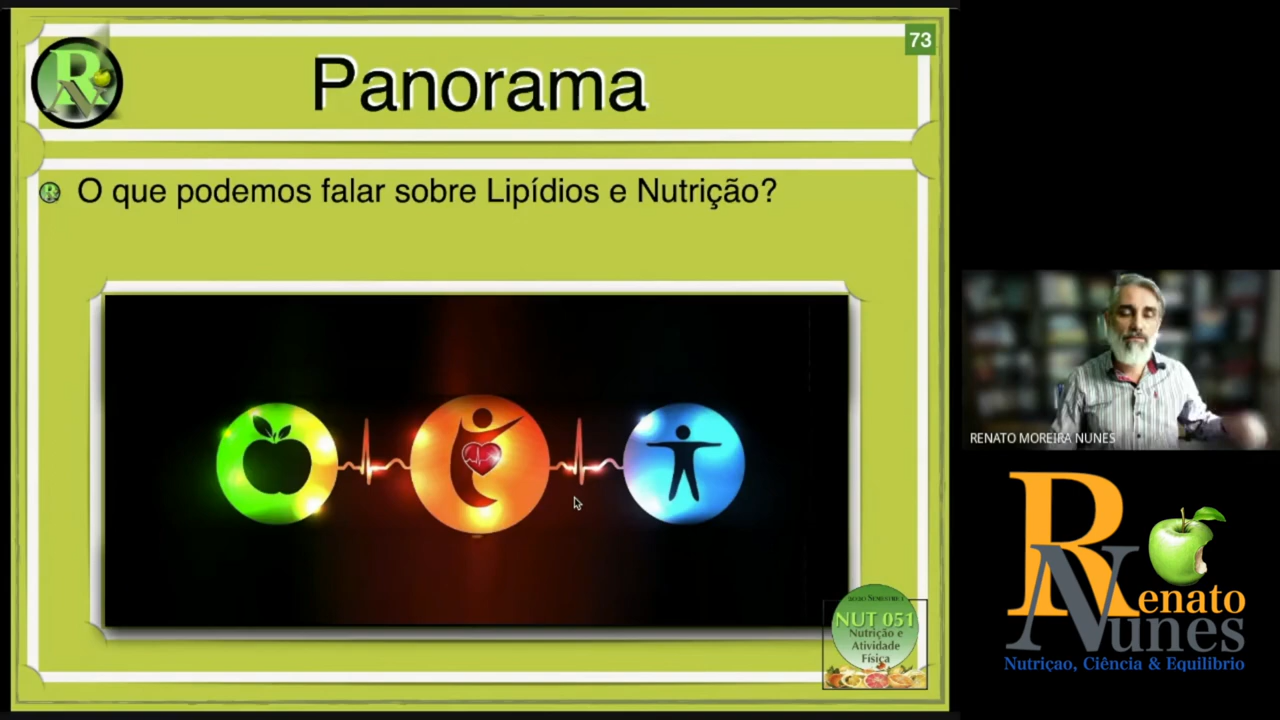 73
Panorama
O que podemos falar sobre Lipídios e Nutrição?
RENATO MOREIRA NUNES
NUT 051
Nutrição e
Atividade
Física
Renato
Nunes
Nutriçao, Ciência & Equilibrio